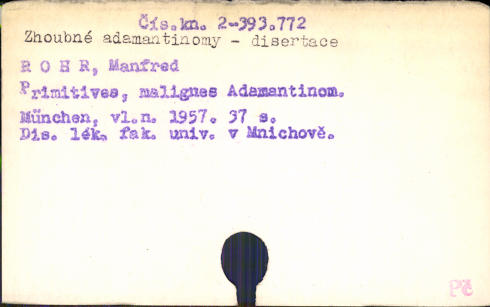 Čís.kn. 2-393.772
Zhoubné adamantinomy - disertace
R O H R, Manfred
Primitives, malignes Adamantinom.
München, vl.n. 1957. 37 s.
Dis. lék. fak. univ. v Mnichově.
Pč